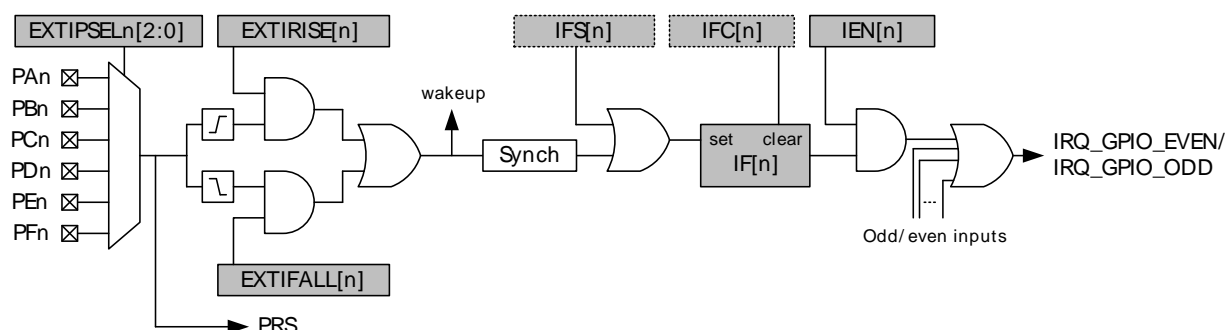 EXTIPSELn[2:0]
EXTIRISE[n]
IFS[n]
IFC[n]
IEN[n]
PAn
PBn
PCn
PDn
PEn
PFn
wakeup
Synch
set clear
IF[n]
IRQ_GPIO_EVEN/
IRQ_GPIO_ODD
...
Odd/even inputs
EXTIFALL[n]
PRS